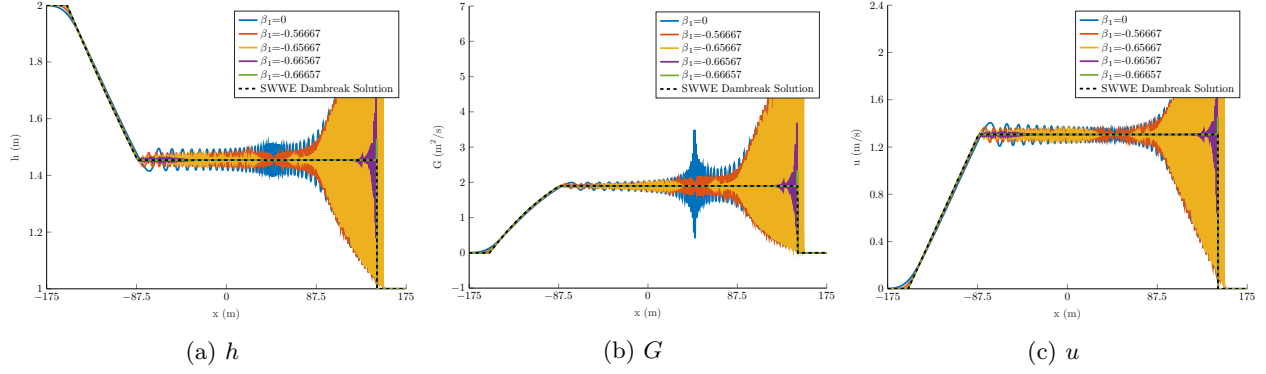 2
1.8
1.6
1.4
1.2
1
h (m)
−175
−87.5
0
87.5
175
x (m)
β₁=0
β₁=-0.56667
β₁=-0.65667
β₁=-0.66567
β₁=-0.66657
SWWE Dambreak Solution
(a) h
7
6
5
4
3
2
1
0
−1
G (m²/s)
−175
−87.5
0
87.5
175
x (m)
β₁=0
β₁=-0.56667
β₁=-0.65667
β₁=-0.66567
β₁=-0.66657
SWWE Dambreak Solution
(b) G
2.4
2
1.6
1.2
0.8
0.4
0
u (m/s)
−175
−87.5
0
87.5
175
x (m)
β₁=0
β₁=-0.56667
β₁=-0.65667
β₁=-0.66567
β₁=-0.66657
SWWE Dambreak Solution
(c) u